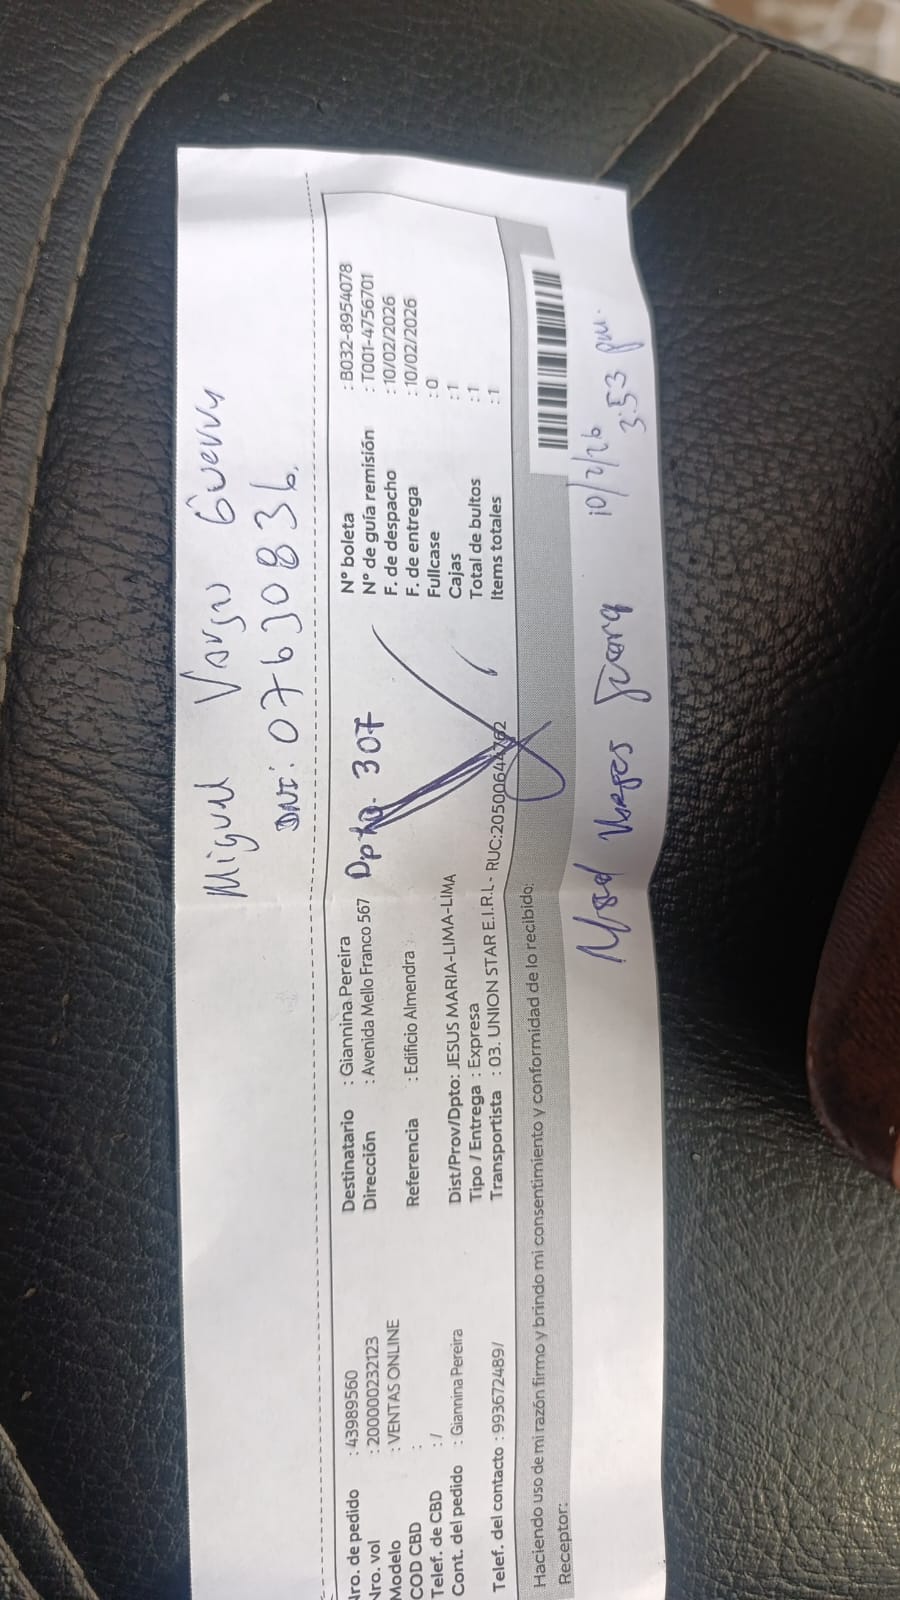 Miguel Vargas Guerra
DNI: 07630836.
Nro. de pedido : 43989560
Nro. vol : 200000232123
Modelo : VENTAS ONLINE
COD CBD :
Telef. de CBD : /
Cont. del pedido : Giannina Pereira
Telef. del contacto : 993672489/
Destinatario : Giannina Pereira
Dirección : Avenida Mello Franco 567 Dpto. 307
Referencia : Edificio Almendra
Dist/Prov/Dpto: JESUS MARIA-LIMA-LIMA
Tipo / Entrega : Expresa
Transportista : 03. UNION STAR E.I.R.L - RUC:20500644762
N° boleta : B032-8954078
N° de guía remisión : T001-4756701
F. de despacho : 10/02/2026
F. de entrega : 10/02/2026
Fullcase : 0
Cajas : 1
Total de bultos : 1
Items totales : 1
Haciendo uso de mi razón firmo y brindo mi consentimiento y conformidad de lo recibido:
Receptor:
10/2/26
3:53 pm.